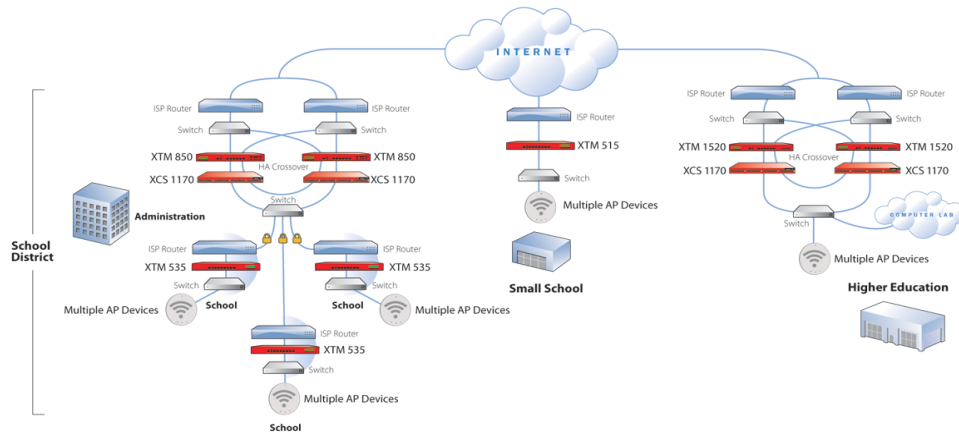 INTERNET
ISP Router
ISP Router
Switch
Switch
XTM 850
XTM 850
HA Crossover
XCS 1170
XCS 1170
Switch
Administration
School
District
ISP Router
ISP Router
XTM 535
XTM 535
Switch
Switch
School
School
Multiple AP Devices
Multiple AP Devices
ISP Router
XTM 535
Switch
Multiple AP Devices
School
ISP Router
XTM 515
Switch
Multiple AP Devices
Small School
ISP Router
ISP Router
Switch
Switch
XTM 1520
XTM 1520
HA Crossover
XCS 1170
XCS 1170
COMPUTER LAB
Switch
Multiple AP Devices
Higher Education